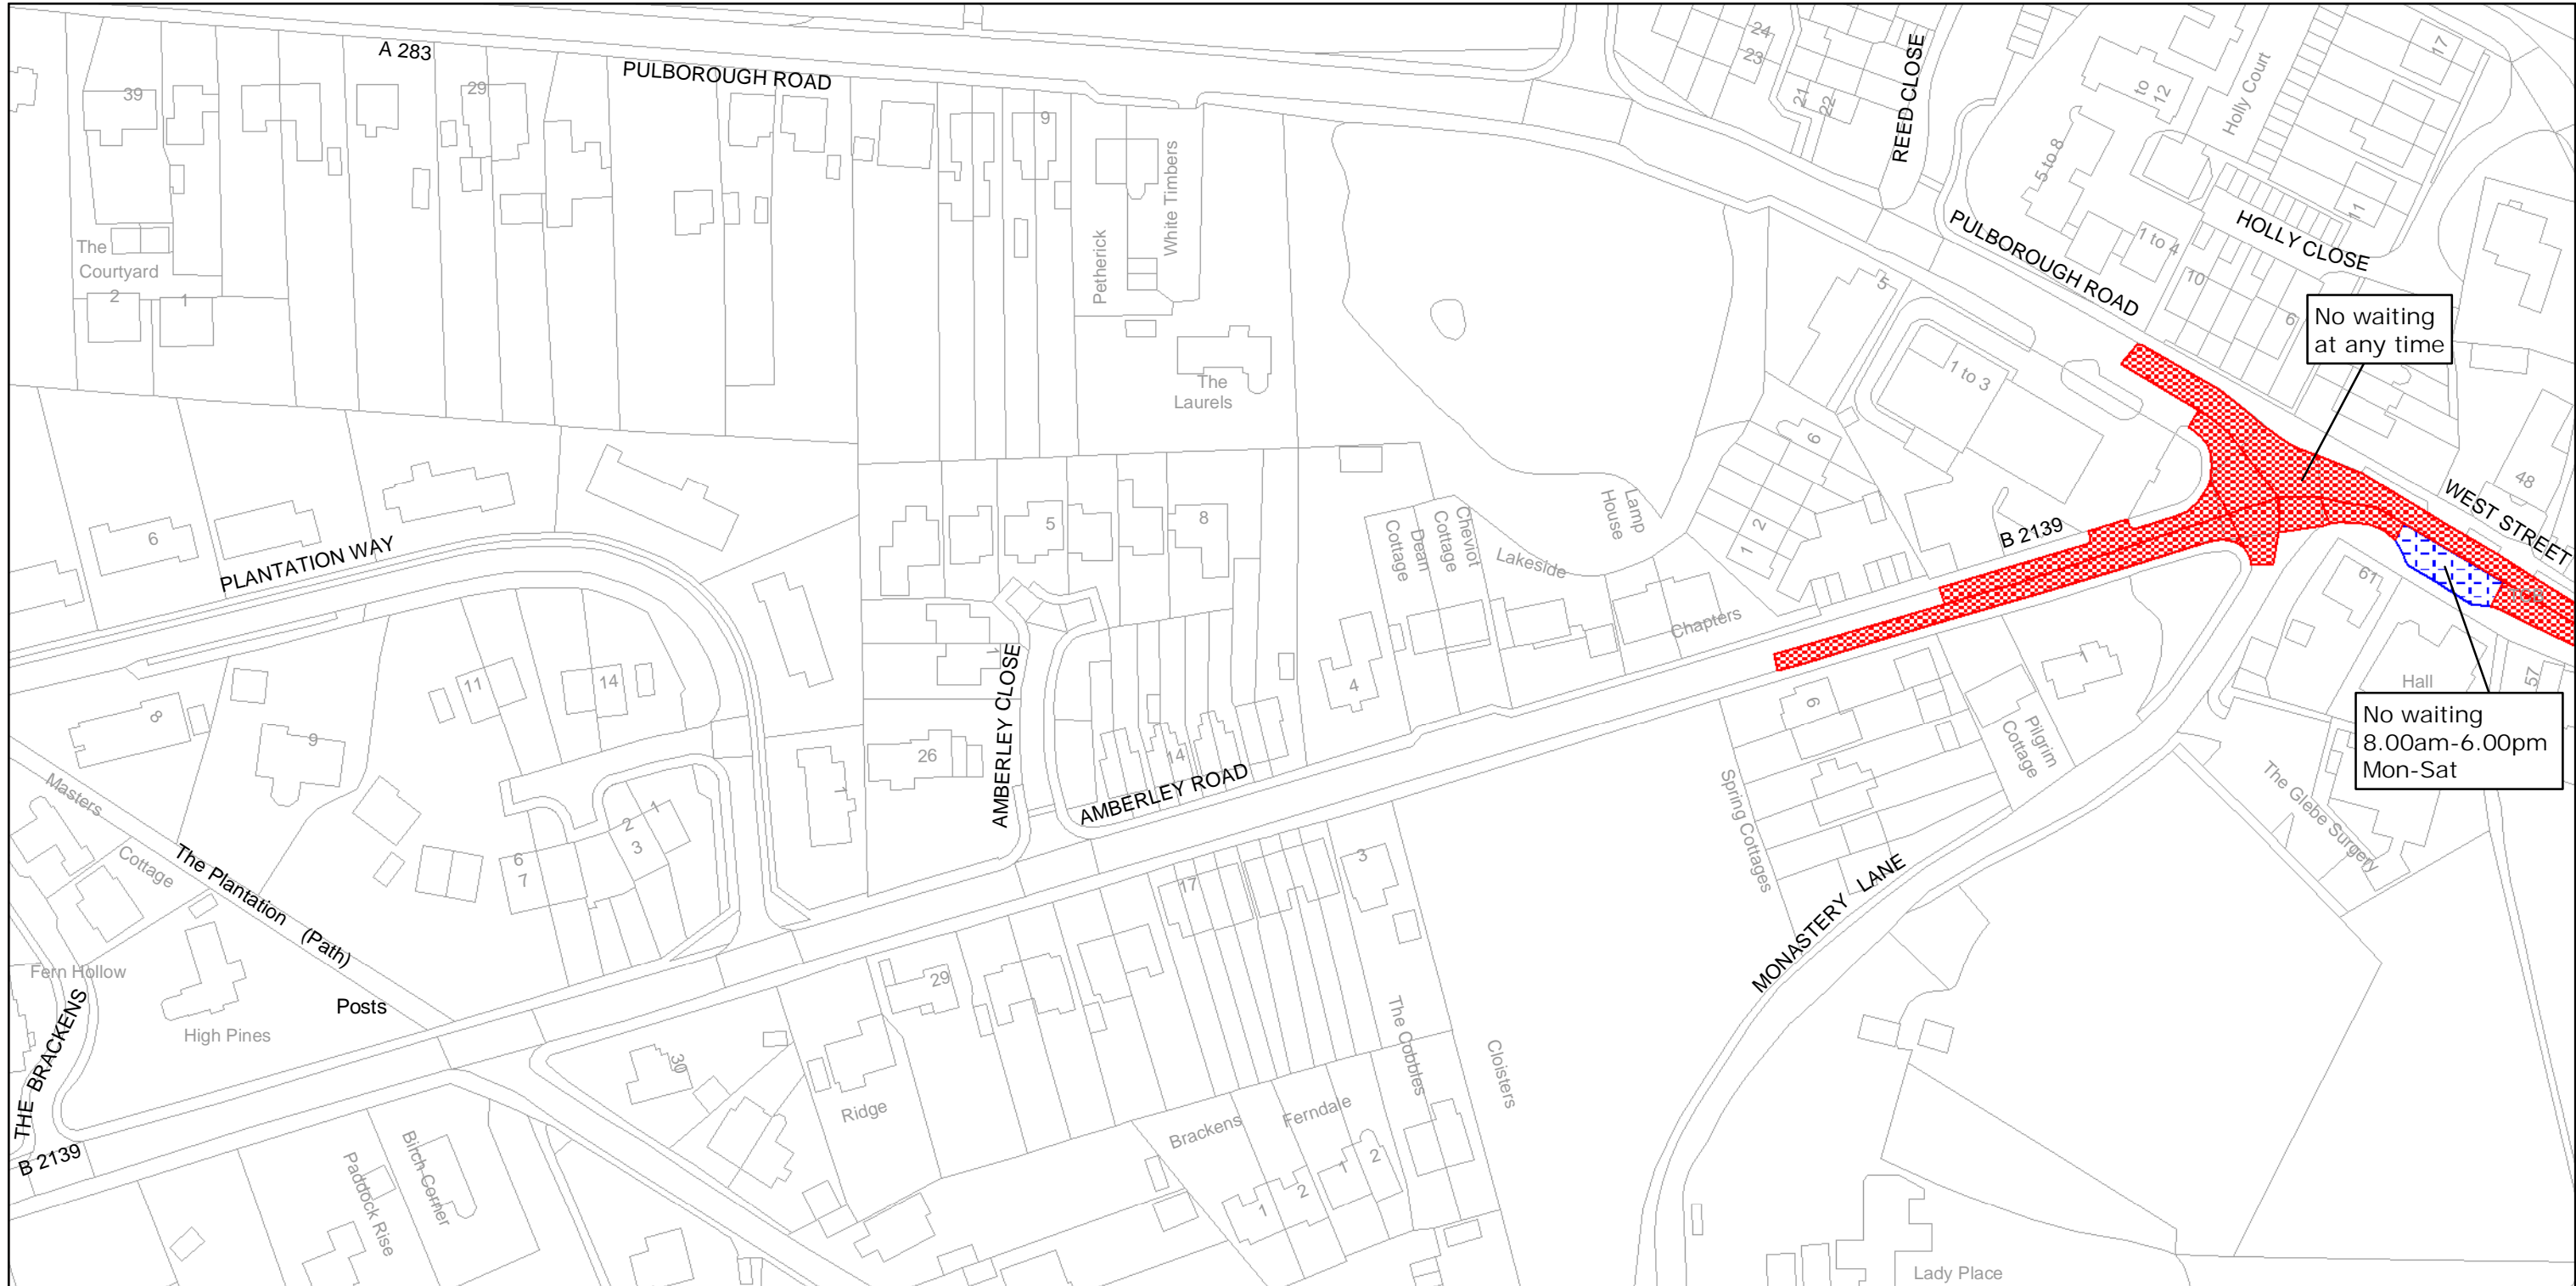 A 283
PULBOROUGH ROAD
39
29
9
24
23
21
22
REED CLOSE
to
12
17
Holly Court
5 to 8
11
HOLLY CLOSE
PULBOROUGH ROAD
1 to 4
10
6
The
Courtyard
2
1
Petherick
White Timbers
The
Laurels
5
1 to 3
6
No waiting
at any time
48
WEST STREET
6
PLANTATION WAY
5
8
Dean
Cottage
Cheviot
Cottage
Lakeside
Lamp
House
1
2
B 2139
Chapters
61
TCB
Hall
57
No waiting
8.00am-6.00pm
Mon-Sat
8
9
11
14
1
26
1
AMBERLEY CLOSE
14
AMBERLEY ROAD
4
6
1
Pilgrim
Cottage
Spring Cottages
The Glebe Surgery
MONASTERY LANE
Masters
Cottage
The Plantation (Path)
1
2
3
6
7
17
3
Fern Hollow
High Pines
Posts
THE BRACKENS
B 2139
30
29
Ridge
The Cobbles
Cloisters
Brackens
Ferndale
1
2
1
2
Paddock Rise
Birch Corner
Lady Place